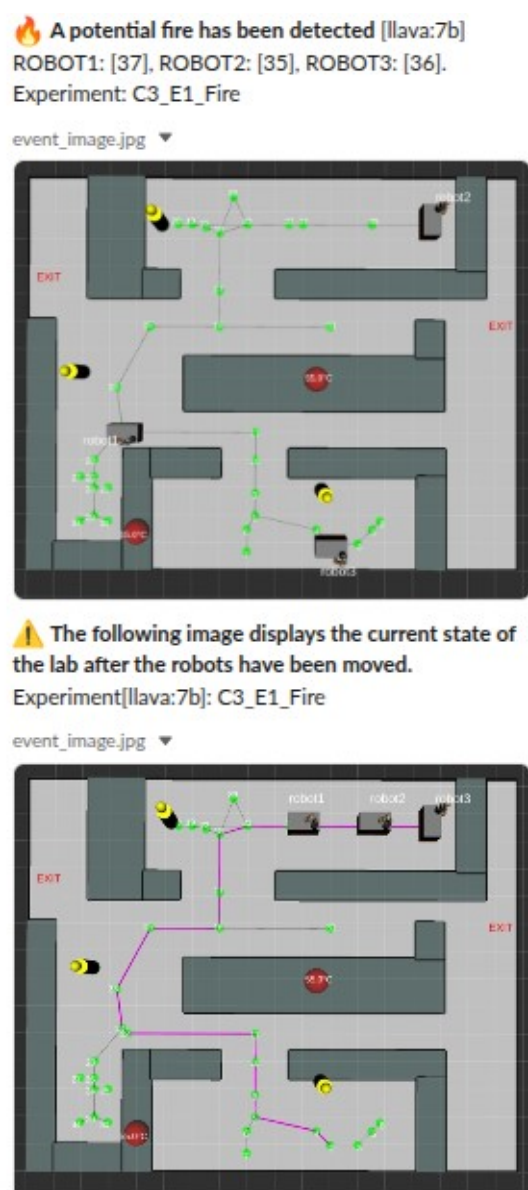 🔥 A potential fire has been detected [llava:7b]
ROBOT1: [37], ROBOT2: [35], ROBOT3: [36].
Experiment: C3_E1_Fire
event_image.jpg
robot2
EXIT
EXIT
robot1
robot3
⚠️ The following image displays the current state of
the lab after the robots have been moved.
Experiment[llava:7b]: C3_E1_Fire
event_image.jpg
robot1 robot2 robot3
EXIT
EXIT